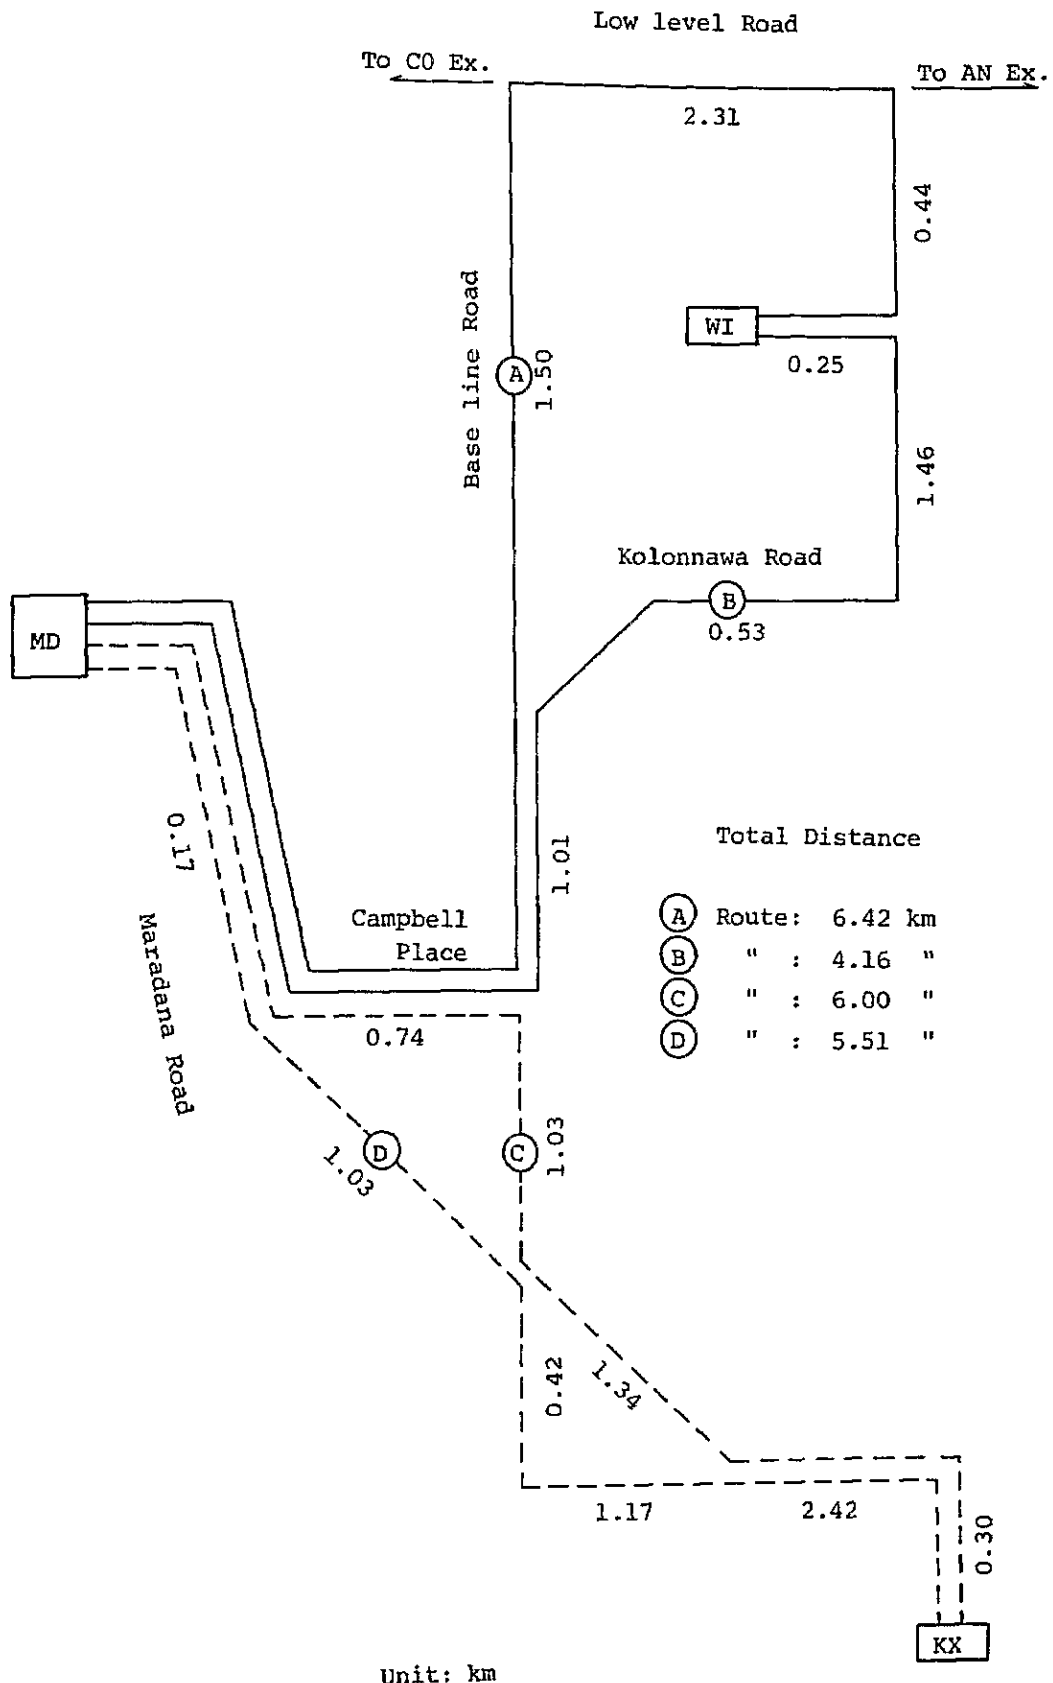 Low level Road
To CO Ex.
To AN Ex.
2.31
0.44
WI
0.25
Base line Road
A
1.50
1.46
Kolonnawa Road
B
0.53
MD
0.17
Maradana Road
1.01
Campbell
Place
0.74
Total Distance
A Route: 6.42 km
B " : 4.16 "
C " : 6.00 "
D " : 5.51 "
D
1.03
C
1.03
0.42
1.34
1.17
2.42
0.30
KX
Unit: km